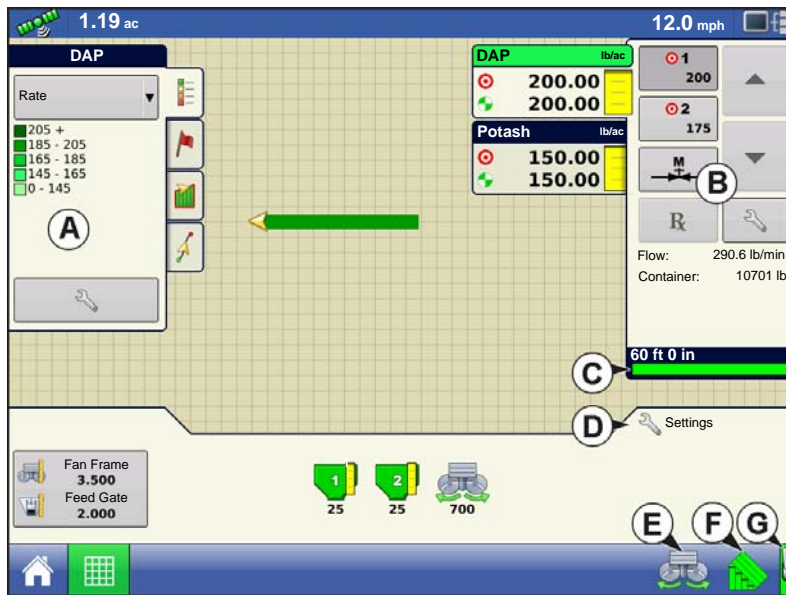 1.19 ac
12.0 mph
DAP
Rate
205 +
185 - 205
165 - 185
145 - 165
0 - 145
A
DAP lb/ac
200.00
200.00
Potash lb/ac
150.00
150.00
1
200
2
175
M
B
Rx
Flow: 290.6 lb/min
Container: 10701 lb
60 ft 0 in
C
D
Settings
Fan Frame
3.500
Feed Gate
2.000
1
25
2
25
700
E
F
G